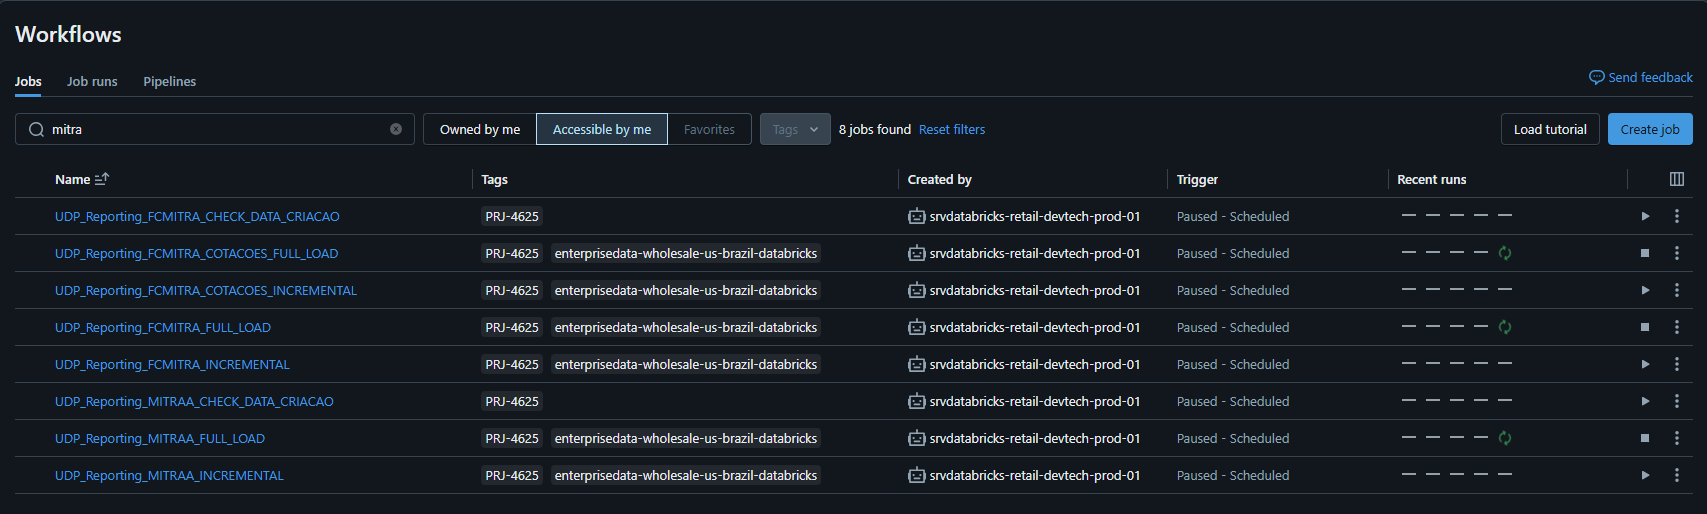 Workflows
Jobs Job runs Pipelines Send feedback
mitra Owned by me Accessible by me Favorites Tags 8 jobs found Reset filters Load tutorial Create job
Name Tags Created by Trigger Recent runs
UDP_Reporting_FCMITRA_CHECK_DATA_CRIACAO PRJ-4625 srvdatabricks-retail-devtech-prod-01 Paused - Scheduled
UDP_Reporting_FCMITRA_COTACOES_FULL_LOAD PRJ-4625 enterprisedata-wholesale-us-brazil-databricks srvdatabricks-retail-devtech-prod-01 Paused - Scheduled
UDP_Reporting_FCMITRA_COTACOES_INCREMENTAL PRJ-4625 enterprisedata-wholesale-us-brazil-databricks srvdatabricks-retail-devtech-prod-01 Paused - Scheduled
UDP_Reporting_FCMITRA_FULL_LOAD PRJ-4625 enterprisedata-wholesale-us-brazil-databricks srvdatabricks-retail-devtech-prod-01 Paused - Scheduled
UDP_Reporting_FCMITRA_INCREMENTAL PRJ-4625 enterprisedata-wholesale-us-brazil-databricks srvdatabricks-retail-devtech-prod-01 Paused - Scheduled
UDP_Reporting_MITRAA_CHECK_DATA_CRIACAO PRJ-4625 srvdatabricks-retail-devtech-prod-01 Paused - Scheduled
UDP_Reporting_MITRAA_FULL_LOAD PRJ-4625 enterprisedata-wholesale-us-brazil-databricks srvdatabricks-retail-devtech-prod-01 Paused - Scheduled
UDP_Reporting_MITRAA_INCREMENTAL PRJ-4625 enterprisedata-wholesale-us-brazil-databricks srvdatabricks-retail-devtech-prod-01 Paused - Scheduled